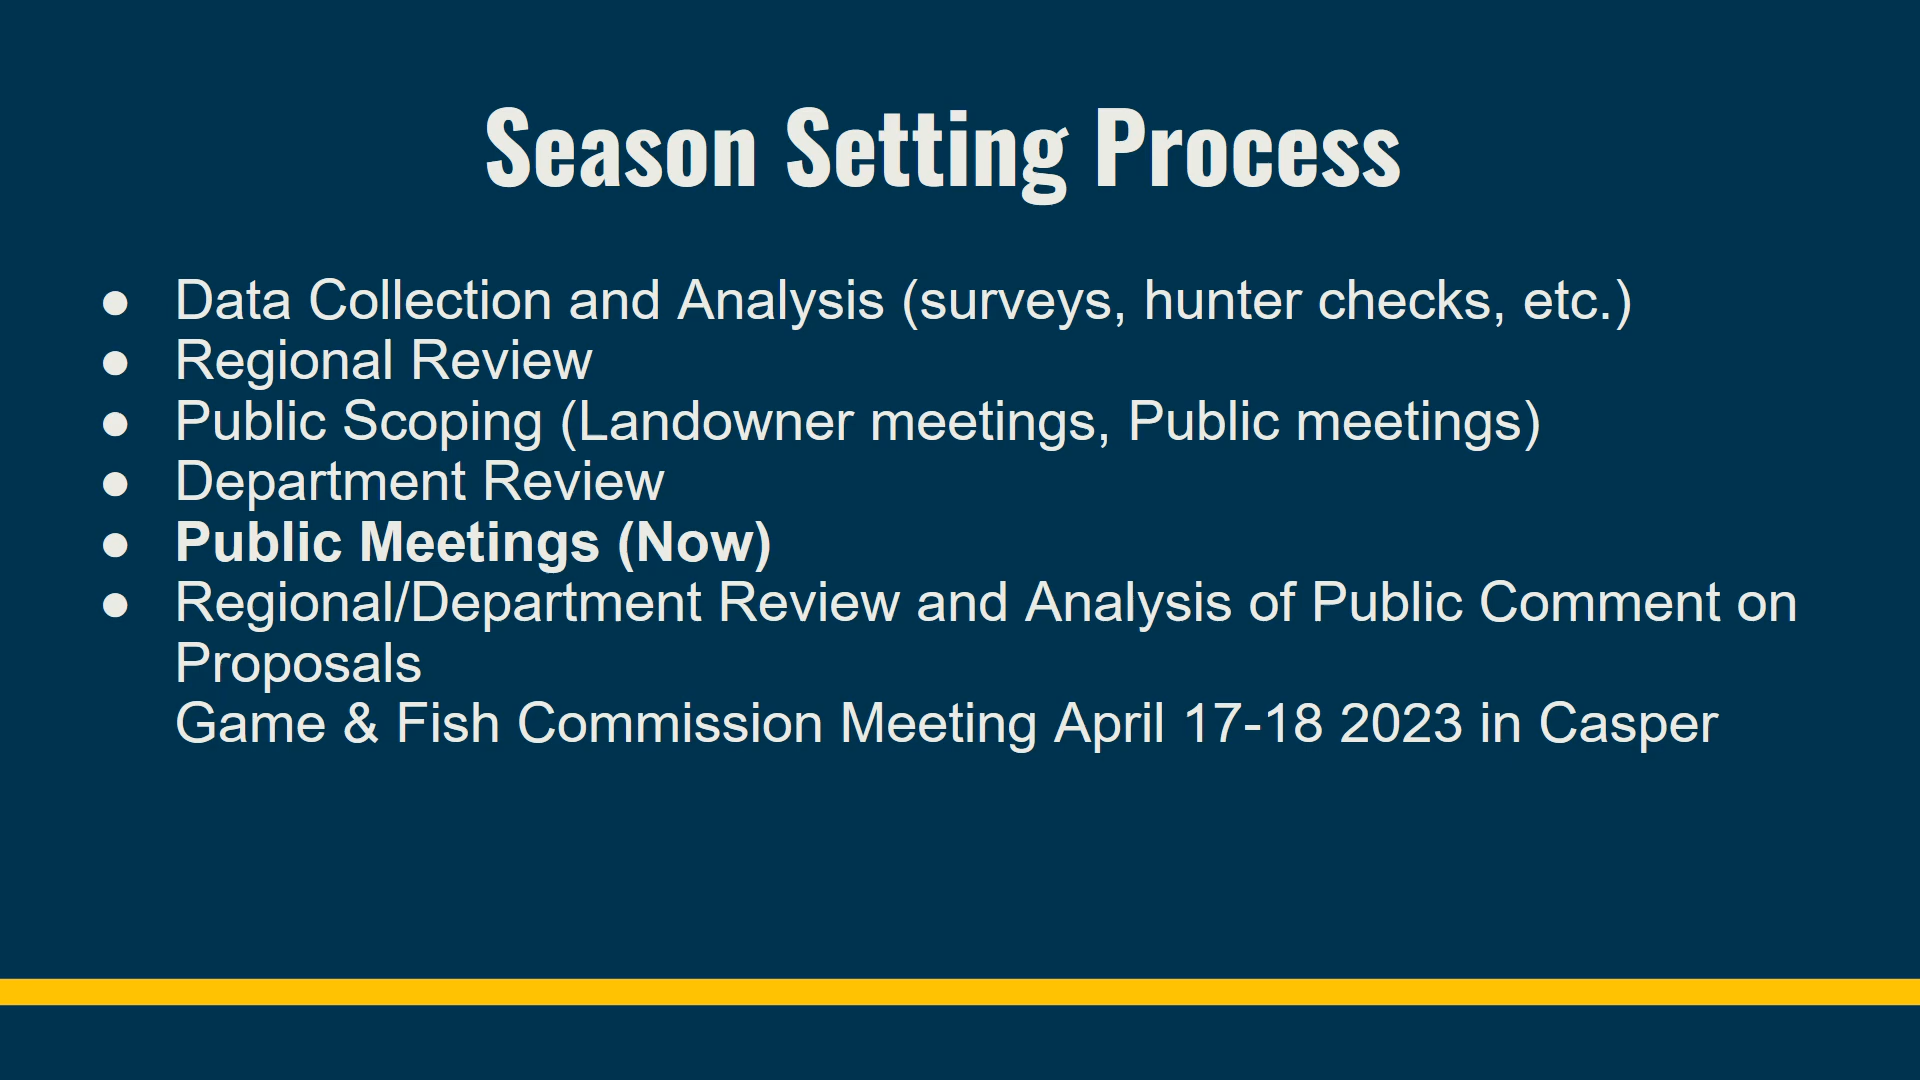 Season Setting Process
● Data Collection and Analysis (surveys, hunter checks, etc.)
● Regional Review
● Public Scoping (Landowner meetings, Public meetings)
● Department Review
● Public Meetings (Now)
● Regional/Department Review and Analysis of Public Comment on
Proposals
Game & Fish Commission Meeting April 17-18 2023 in Casper